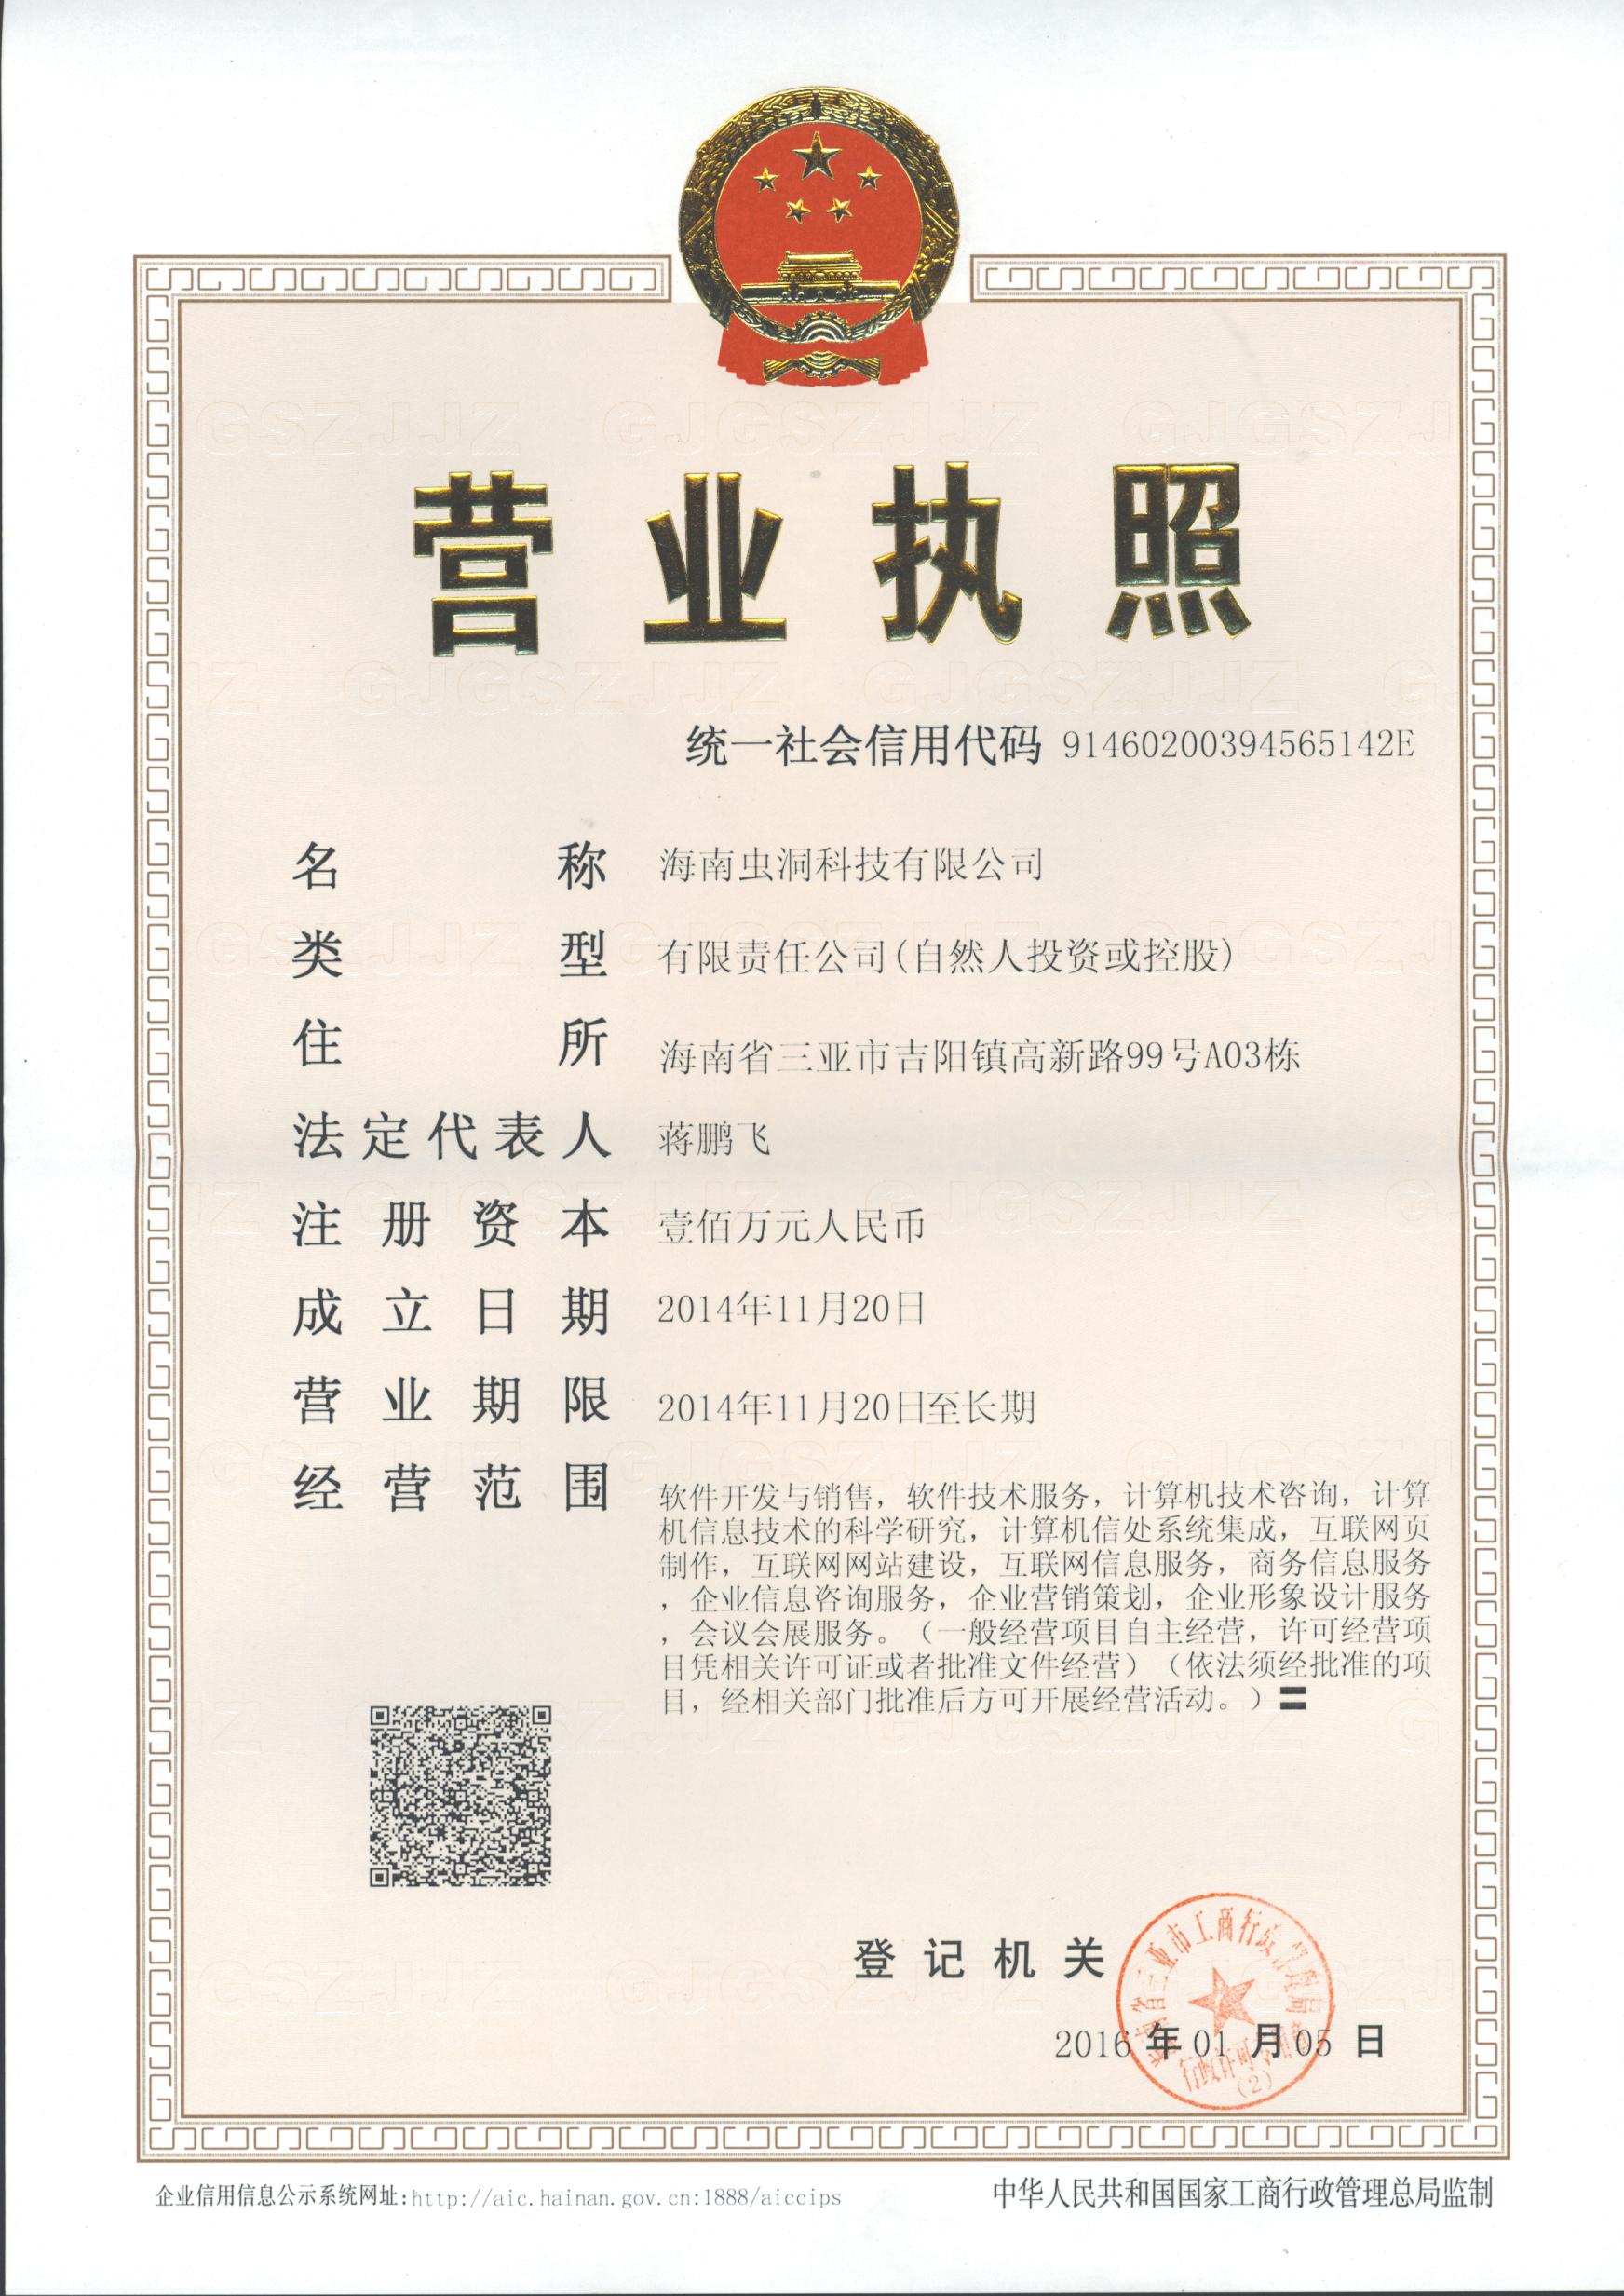 营业执照
统一社会信用代码 91460200394565142E
名称 海南虫洞科技有限公司
类型 有限责任公司(自然人投资或控股)
住所 海南省三亚市吉阳镇高新路99号A03栋
法定代表人 蒋鹏飞
注册资本 壹佰万元人民币
成立日期 2014年11月20日
营业期限 2014年11月20日至长期
经营范围 软件开发与销售，软件技术服务，计算机技术咨询，计算
机信息技术的科学研究，计算机信处系统集成，互联网页
制作，互联网网站建设，互联网信息服务，商务信息服务
，企业信息咨询服务，企业营销策划，企业形象设计服务
，会议会展服务。（一般经营项目自主经营，许可经营项
目凭相关许可证或者批准文件经营）（依法须经批准的项
目，经相关部门批准后方可开展经营活动。）〓
登记机关
海南省三亚市工商行政管理局
行政许可专用章
(2)
2016 年 01 月 05 日
企业信用信息公示系统网址:http://aic.hainan.gov.cn:1888/aiccips
中华人民共和国国家工商行政管理总局监制
GJGSZJJZ